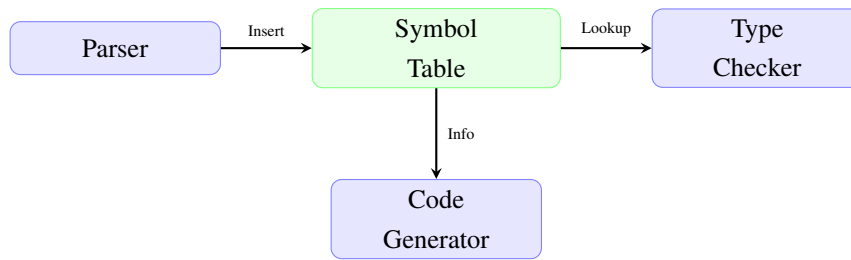 Parser
Insert
Symbol
Table
Lookup
Type
Checker
Info
Code
Generator